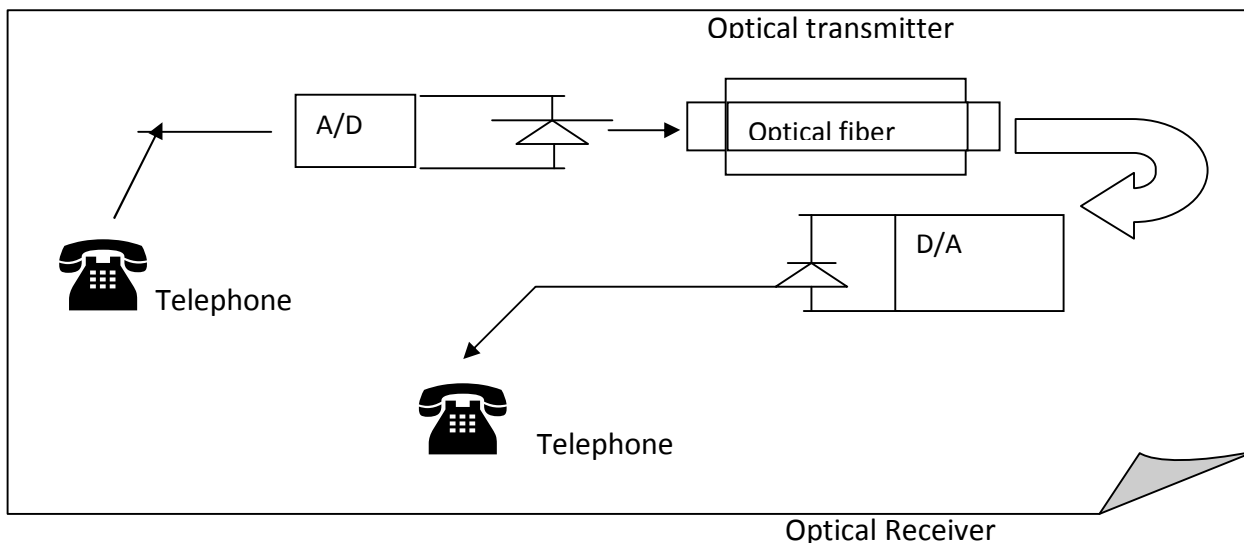 Optical transmitter
A/D
Optical fiber
D/A
Telephone
Telephone
Optical Receiver